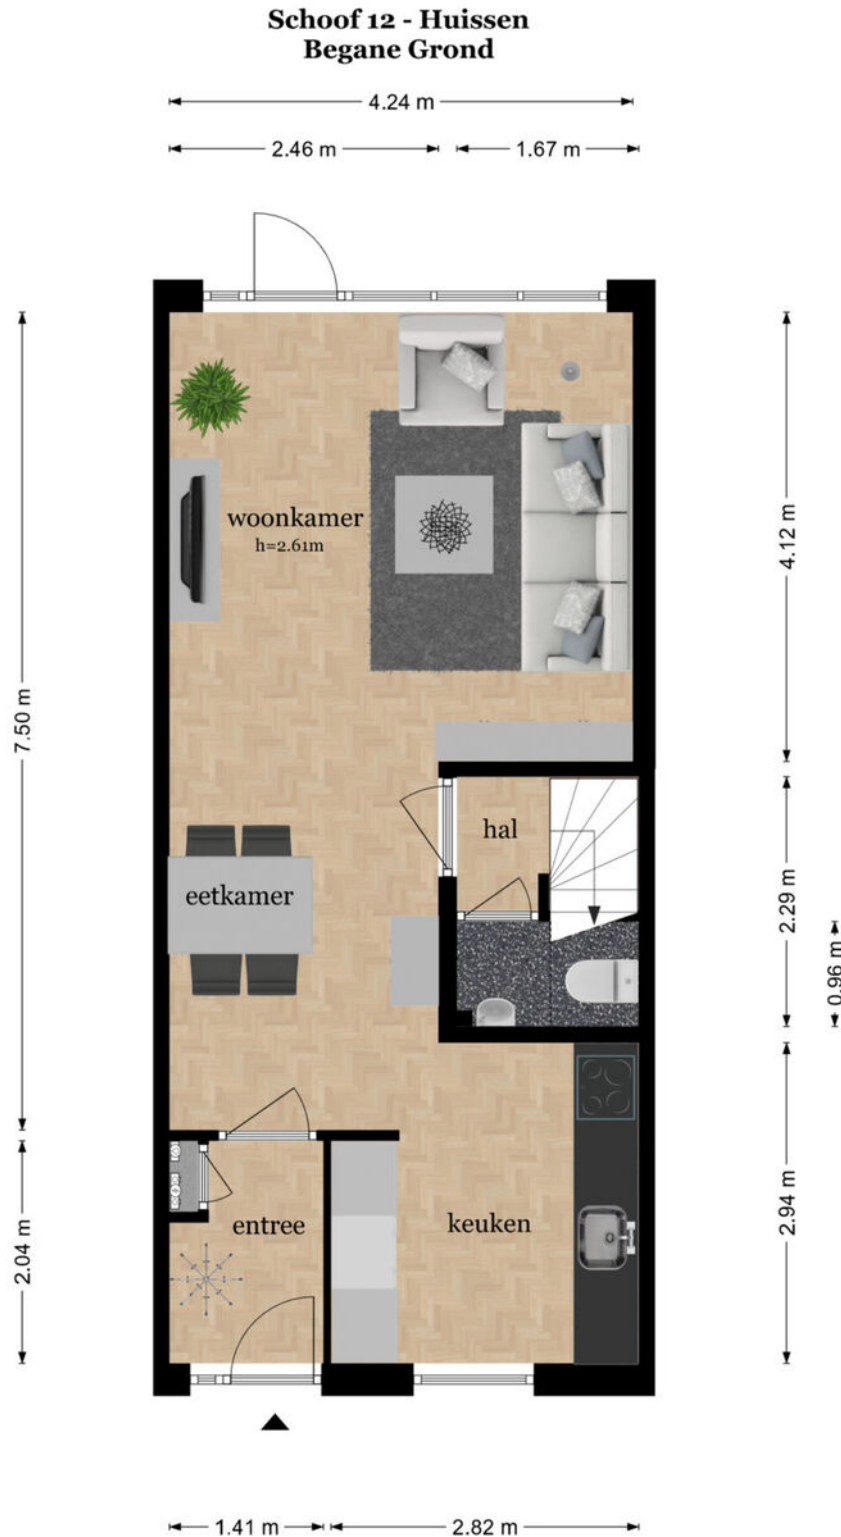 Schoof 12 - Huissen
Begane Grond
4.24 m
2.46 m
1.67 m
woonkamer
h=2.61m
4.12 m
7.50 m
hal
eetkamer
2.29 m
0.96 m
entree
keuken
2.04 m
2.94 m
1.41 m
2.82 m